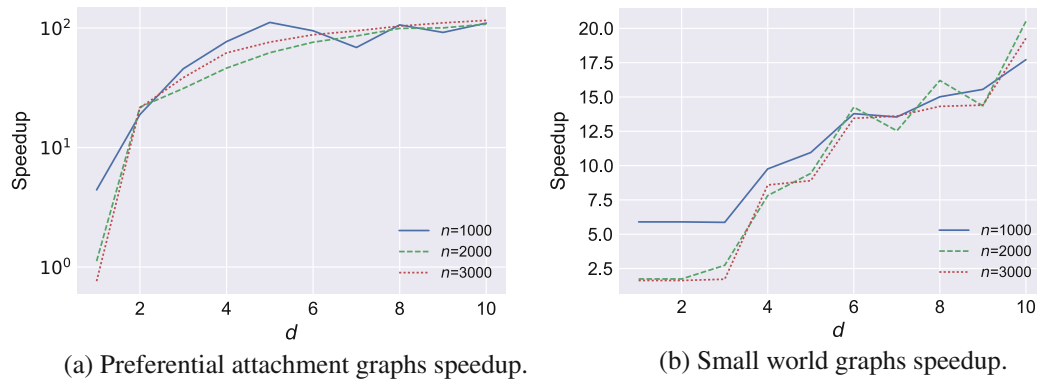 10²
10¹
10⁰
Speedup
n=1000
n=2000
n=3000
2 4 6 8 10
d
(a) Preferential attachment graphs speedup.
20.0
17.5
15.0
12.5
10.0
7.5
5.0
2.5
Speedup
n=1000
n=2000
n=3000
2 4 6 8 10
d
(b) Small world graphs speedup.